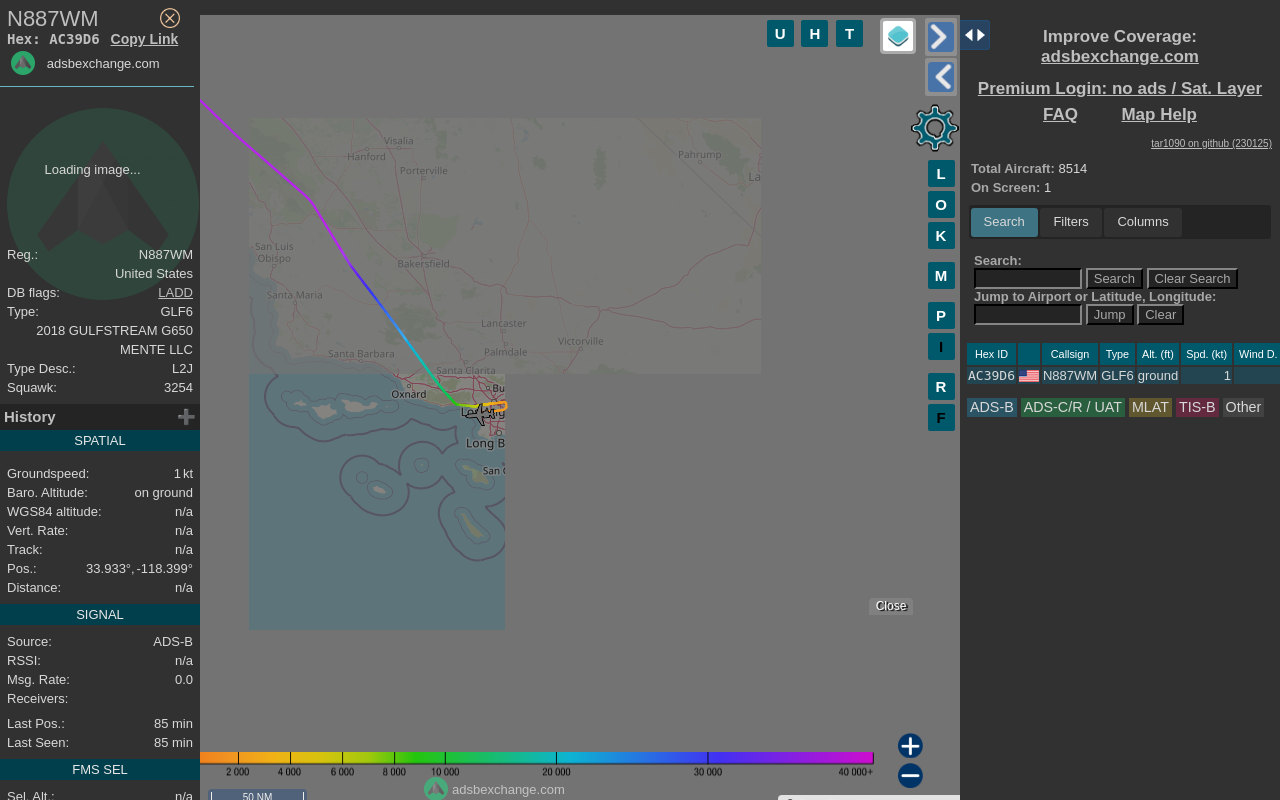 N887WM
Hex: AC39D6 Copy Link
adsbexchange.com
Loading image...
Reg.: N887WM
United States
DB flags: LADD
Type: GLF6
2018 GULFSTREAM G650
MENTE LLC
Type Desc.: L2J
Squawk: 3254
History
SPATIAL
Groundspeed: 1 kt
Baro. Altitude: on ground
WGS84 altitude: n/a
Vert. Rate: n/a
Track: n/a
Pos.: 33.933°, -118.399°
Distance: n/a
SIGNAL
Source: ADS-B
RSSI: n/a
Msg. Rate: 0.0
Receivers:
Last Pos.: 85 min
Last Seen: 85 min
FMS SEL
Sel. Alt.: n/a
U H T
L
O
K
M
P
I
R
F
Visalia
Hanford
Porterville
Pahrump
La
San Luis
Obispo
Bakersfield
Santa Maria
Lancaster
Santa Barbara
Palmdale
Victorville
Santa Clarita
Oxnard
Bu
Long B
San C
Close
2 000 4 000 6 000 8 000 10 000 20 000 30 000 40 000+
adsbexchange.com
50 NM
Improve Coverage:
adsbexchange.com
Premium Login: no ads / Sat. Layer
FAQ Map Help
tar1090 on github (230125)
Total Aircraft: 8514
On Screen: 1
Search Filters Columns
Search:
Search Clear Search
Jump to Airport or Latitude, Longitude:
Jump Clear
Hex ID Callsign Type Alt. (ft) Spd. (kt) Wind D.
AC39D6 N887WM GLF6 ground 1
ADS-B ADS-C/R / UAT MLAT TIS-B Other